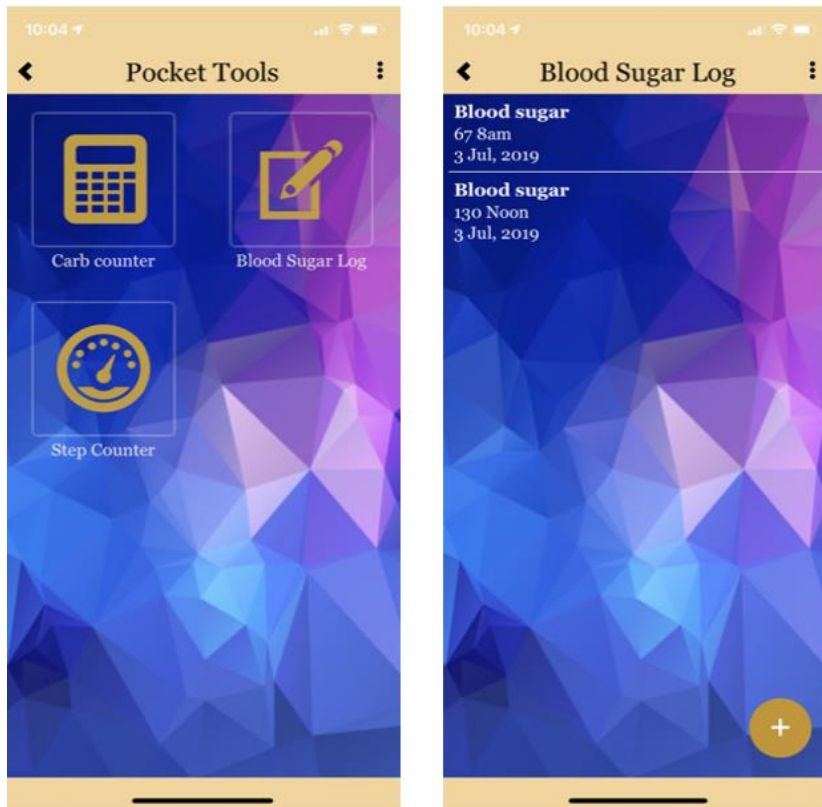 10:04
Pocket Tools
Carb counter
Blood Sugar Log
Step Counter
10:04
Blood Sugar Log
Blood sugar
67 8am
3 Jul, 2019
Blood sugar
130 Noon
3 Jul, 2019
+